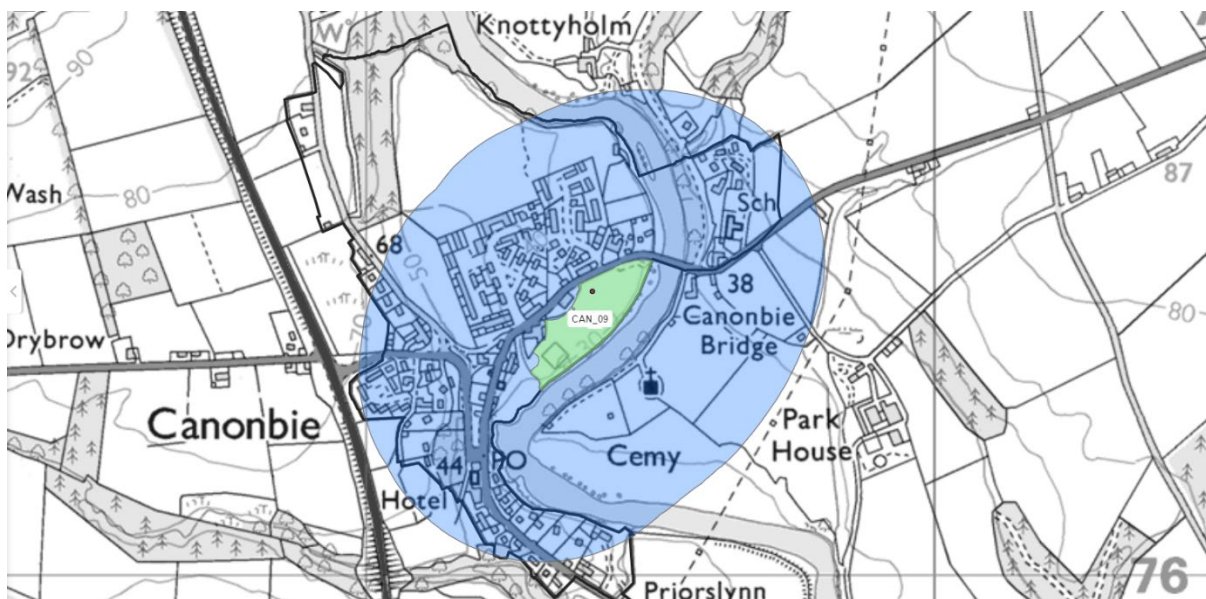 Knottyholm
W
92
90
Wash
80
68
50
Sch
87
38
CAN_09
30
80
Canonbie
Bridge
70
Drybrow
Canonbie
Park
House
44
PO
Cemy
Hotel
Priorslynn
76